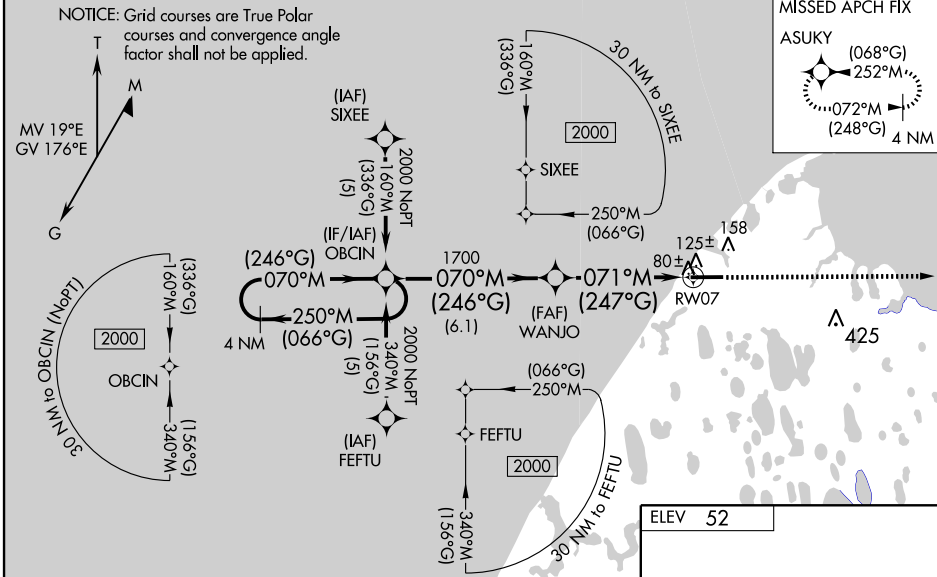 NOTICE: Grid courses are True Polar
courses and convergence angle
factor shall not be applied.
T
M
MV 19°E
GV 176°E
G
MISSED APCH FIX
ASUKY
(068°G)
252°M
072°M
(248°G)
4 NM
(IAF)
SIXEE
2000 NoPT
160°M
(336°G)
(5)
160°M
(336°G)
30 NM to SIXEE
2000
SIXEE
250°M
(066°G)
(IF/IAF)
OBCIN
(246°G)
070°M
250°M
(066°G)
4 NM
1700
070°M
(246°G)
(6.1)
(FAF)
WANJO
071°M
(247°G)
80±
125±
158
RW07
425
2000 NoPT
340°M
(156°G)
(5)
(IAF)
FEFTU
30 NM to OBCIN (NoPT)
(336°G)
160°M
2000
OBCIN
(156°G)
340°M
(066°G)
250°M
FEFTU
2000
340°M
(156°G)
30 NM to FEFTU
ELEV 52